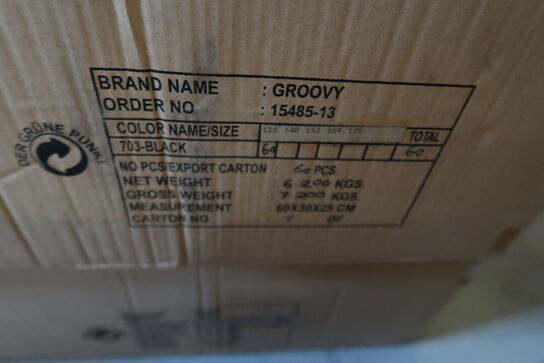 DER GRÜNE PUNKT
BRAND NAME : GROOVY
ORDER NO : 15485-13
COLOR NAME/SIZE 128 140 152 164 176 TOTAL
703-BLACK 60 60
NO PCS/EXPORT CARTON : 60 PCS.
NET WEIGHT : 6.200 KGS.
GROSS WEIGHT : 7.200 KGS.
MEASUREMENT : 60X30X25 CM
CARTON NO : OF